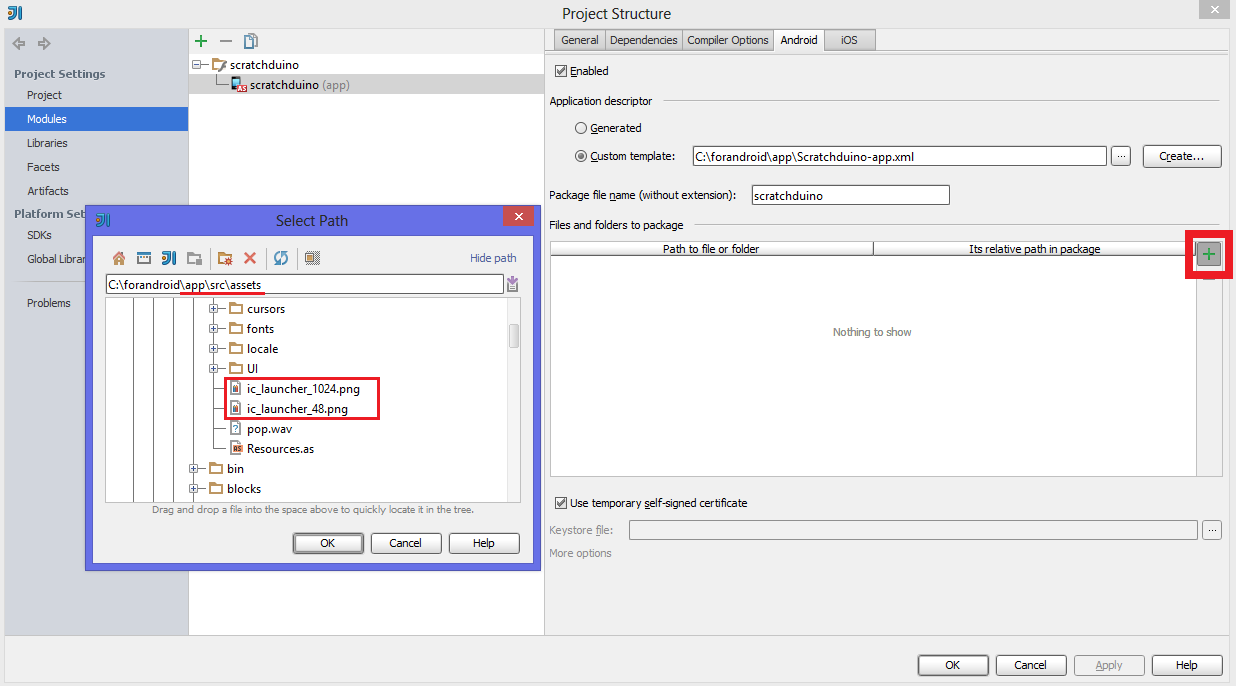 Project Structure
Project Settings
Project
Modules
Libraries
Facets
Artifacts
Platform Set
SDKs
Global Librar
Problems
scratchduino
scratchduino (app)
General
Dependencies
Compiler Options
Android
iOS
Enabled
Application descriptor
Generated
Custom template:
C:\forandroid\app\Scratchduino-app.xml
...
Create...
Package file name (without extension):
scratchduino
Files and folders to package
Path to file or folder
Its relative path in package
Nothing to show
Use temporary self-signed certificate
Keystore file:
...
More options
Select Path
Hide path
C:\forandroid\app\src\assets
cursors
fonts
locale
UI
ic_launcher_1024.png
ic_launcher_48.png
pop.wav
Resources.as
bin
blocks
Drag and drop a file into the space above to quickly locate it in the tree.
OK
Cancel
Help
OK
Cancel
Apply
Help